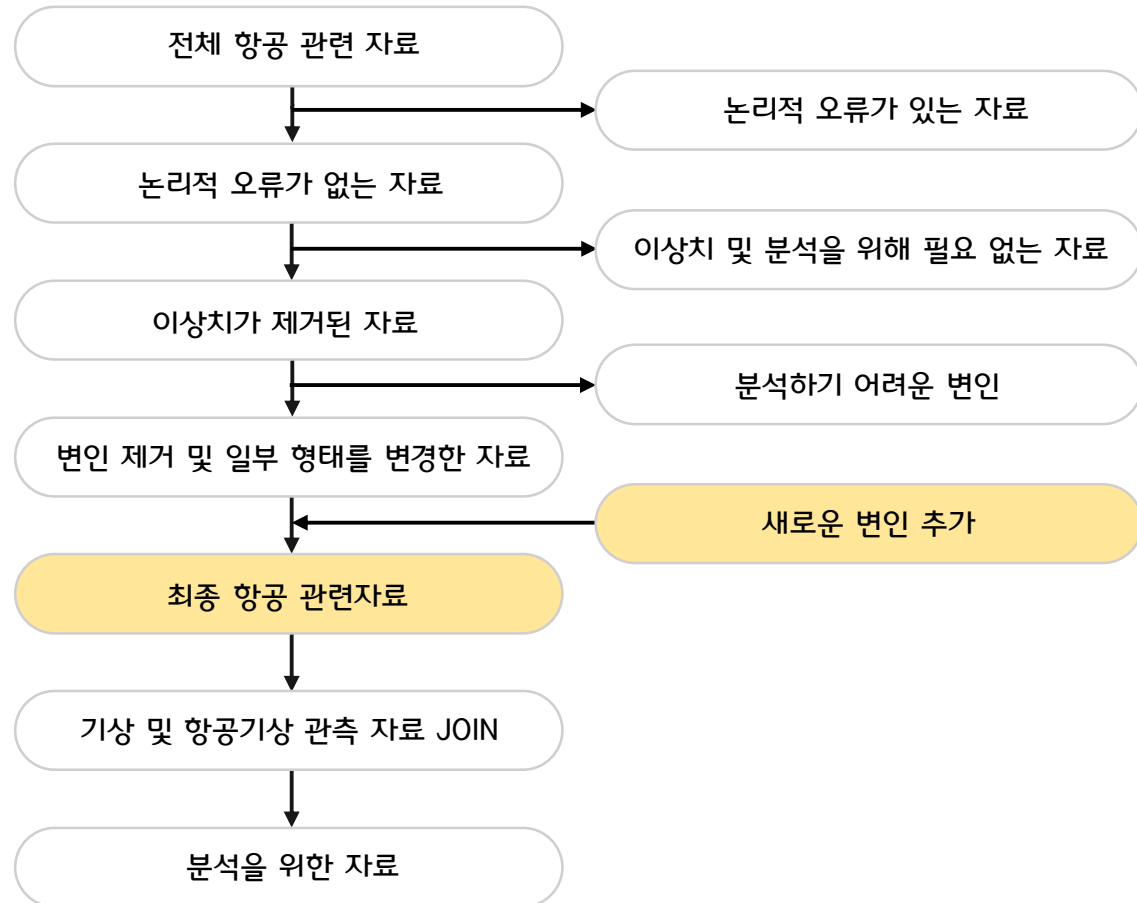 전체 항공 관련 자료
논리적 오류가 있는 자료
논리적 오류가 없는 자료
이상치 및 분석을 위해 필요 없는 자료
이상치가 제거된 자료
분석하기 어려운 변인
변인 제거 및 일부 형태를 변경한 자료
새로운 변인 추가
최종 항공 관련자료
기상 및 항공기상 관측 자료 JOIN
분석을 위한 자료